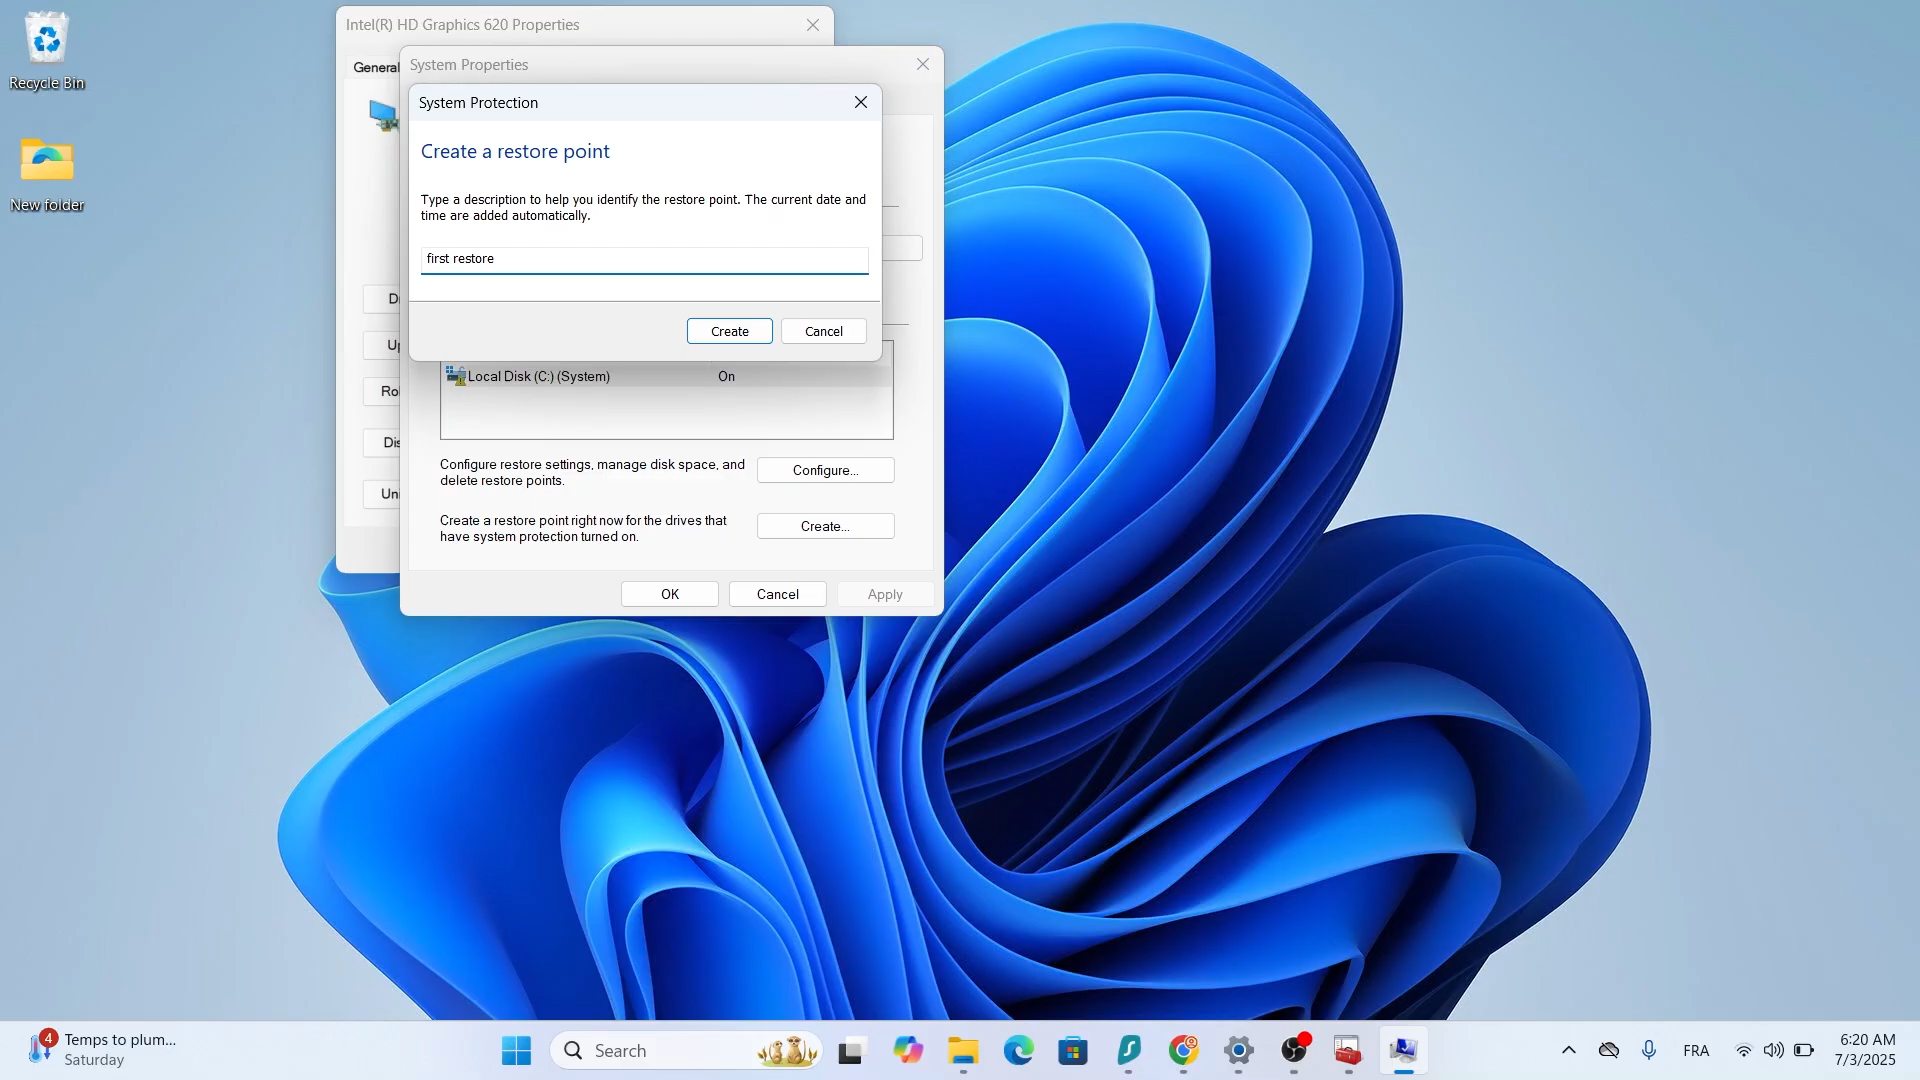 Recycle Bin
New folder
Intel(R) HD Graphics 620 Properties
General
System Properties
System Protection
Create a restore point
Type a description to help you identify the restore point. The current date and
time are added automatically.
first restore
Create
Cancel
Local Disk (C:) (System)
On
Configure restore settings, manage disk space, and
delete restore points.
Configure...
Create a restore point right now for the drives that
have system protection turned on.
Create...
OK
Cancel
Apply
4
Temps to plum...
Saturday
Search
FRA
6:20 AM
7/3/2025